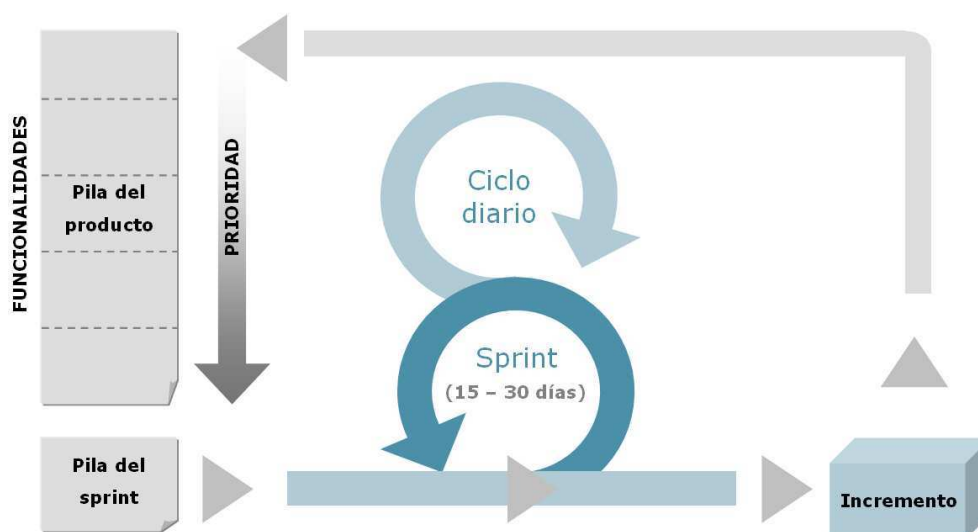 FUNCIONALIDADES
Pila del
producto
PRIORIDAD
Ciclo
diario
Sprint
(15 – 30 días)
Pila del
sprint
Incremento